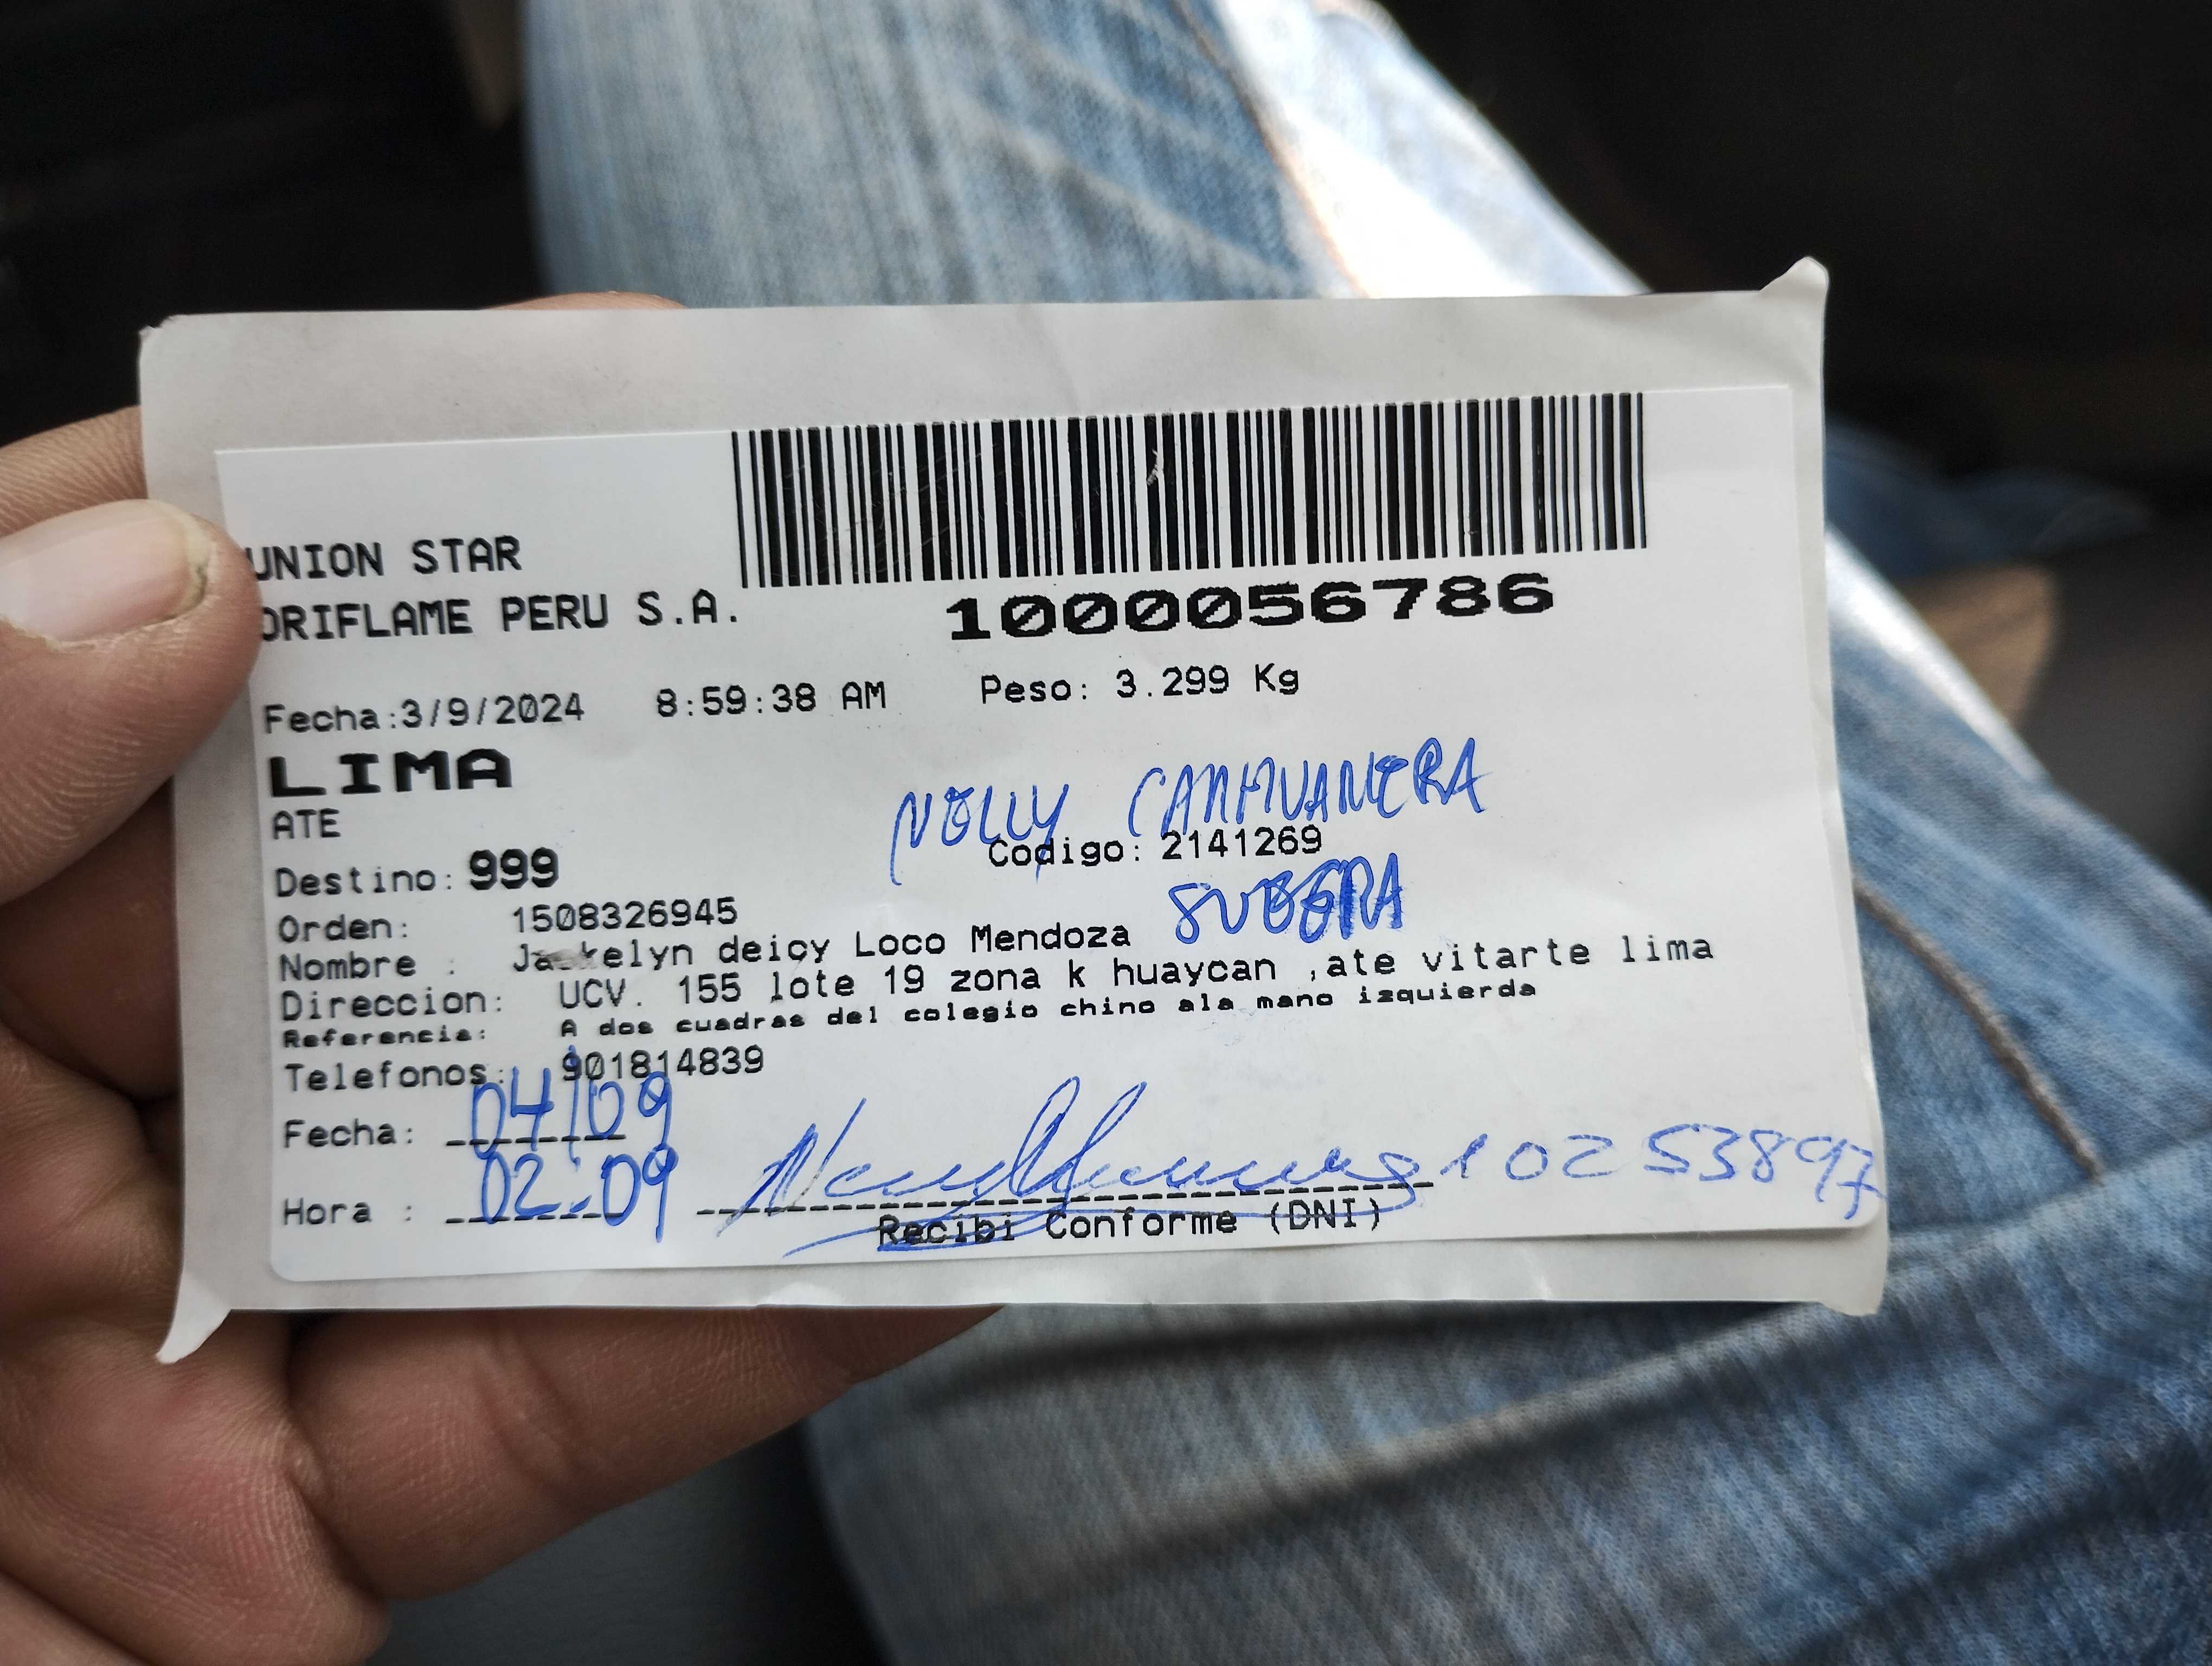 UNION STAR
ORIFLAME PERU S.A.
1000056786
Fecha:3/9/2024 8:59:38 AM Peso: 3.299 Kg
LIMA
ATE
NELLY
Codigo: 2141269
Destino: 999
SUEGRA
Orden: 1508326945
Nombre : Jackelyn deicy Loco Mendoza
Direccion: UCV. 155 lote 19 zona k huaycan ,ate vitarte lima
Referencia: A dos cuadras del colegio chino ala mano izquierda
Telefonos: 901814839
Fecha: 04/09
Hora : 02:09 10253897
Recibi Conforme (DNI)